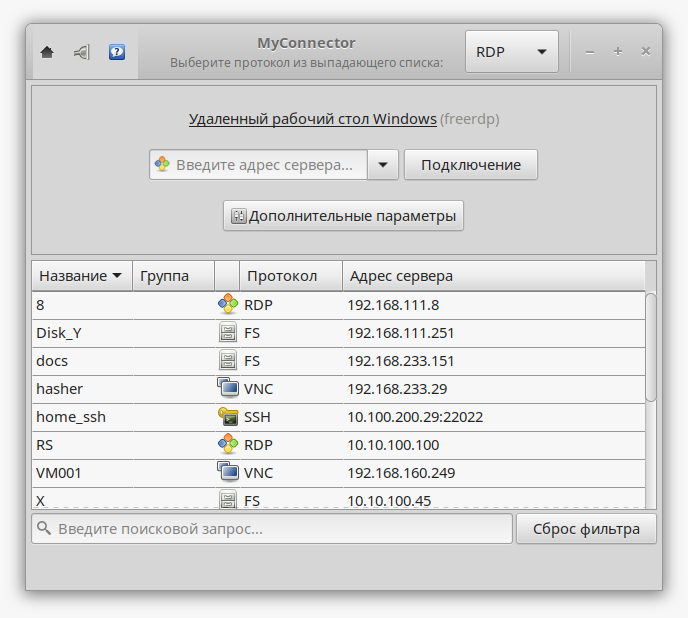 MyConnector
Выберите протокол из выпадающего списка:
RDP
Удаленный рабочий стол Windows (freerdp)
Введите адрес сервера...
Подключение
Дополнительные параметры
Название Группа Протокол Адрес сервера
8 RDP 192.168.111.8
Disk_Y FS 192.168.111.251
docs FS 192.168.233.151
hasher VNC 192.168.233.29
home_ssh SSH 10.100.200.29:22022
RS RDP 10.10.100.100
VM001 VNC 192.168.160.249
X FS 10.10.100.45
Введите поисковой запрос...
Сброс фильтра